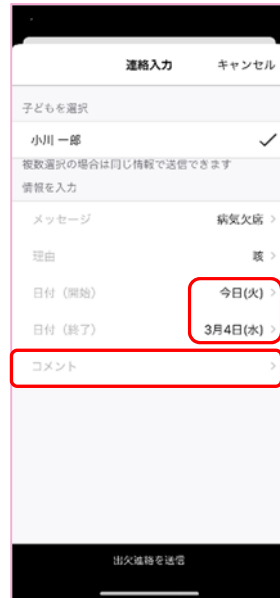 連絡入力 キャンセル
子どもを選択
小川 一郎
複数選択の場合は同じ情報で送信できます
情報を入力
メッセージ 病気欠席
理由 咳
日付（開始） 今日(火)
日付（終了） 3月4日(水)
コメント
出欠連絡を送信